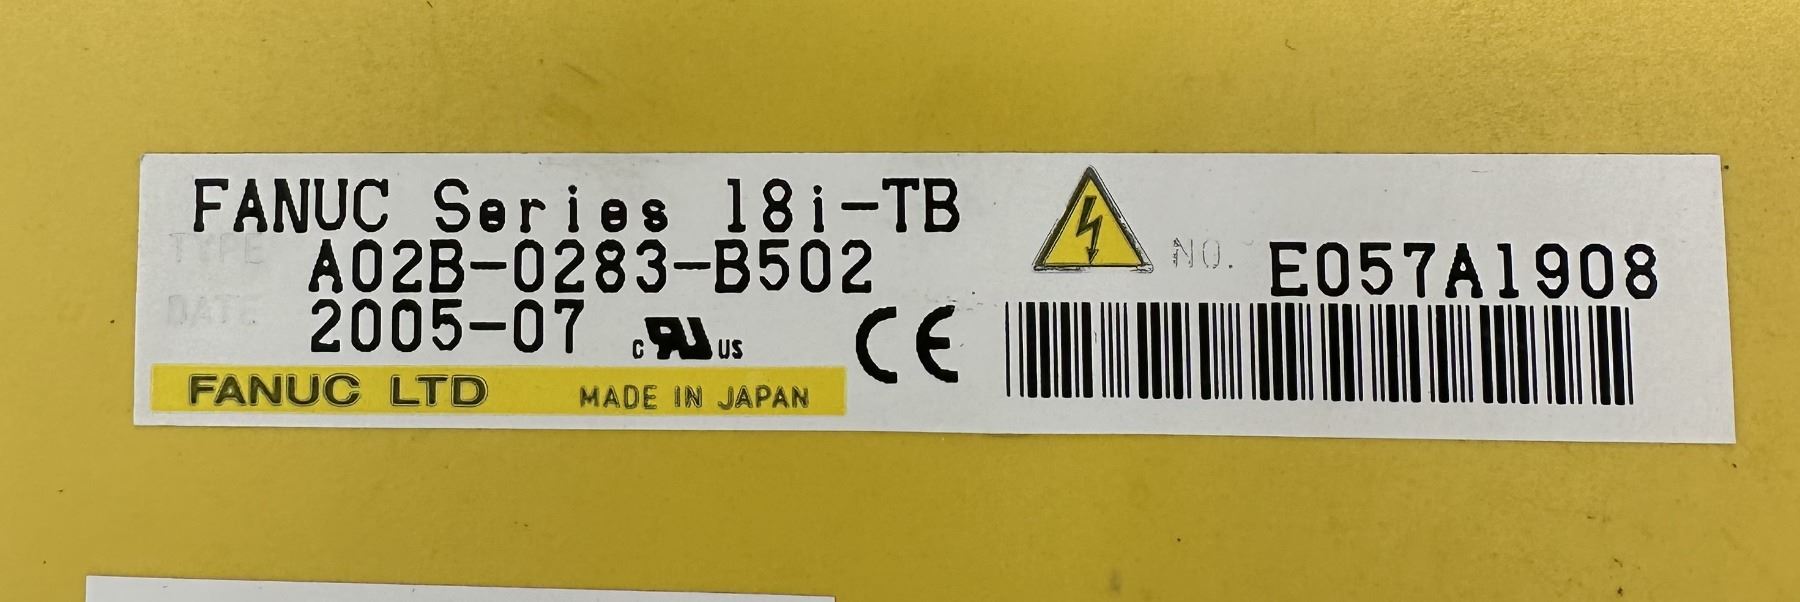 FANUC Series 18i-TB
TYPE A02B-0283-B502
DATE 2005-07
c UR US
CE
FANUC LTD MADE IN JAPAN
NO. E057A1908